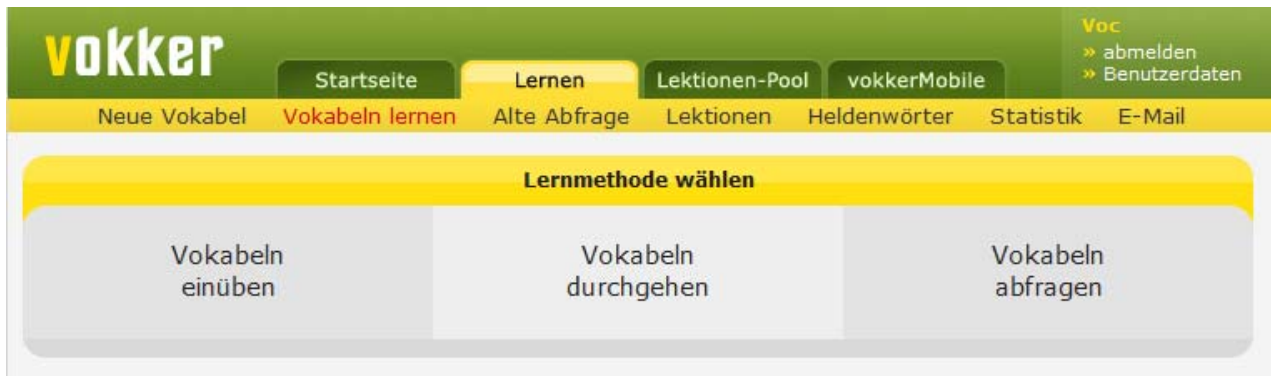 vokker
Voc
» abmelden
» Benutzerdaten
Startseite Lernen Lektionen-Pool vokkerMobile
Neue Vokabel Vokabeln lernen Alte Abfrage Lektionen Heldenwörter Statistik E-Mail
Lernmethode wählen
Vokabeln einüben
Vokabeln durchgehen
Vokabeln abfragen